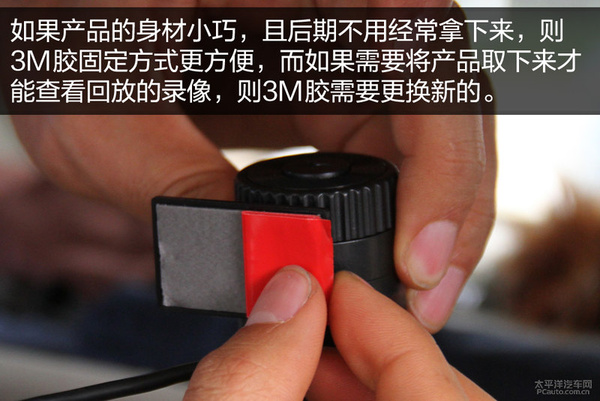 如果产品的身材小巧，且后期不用经常拿下来，则
3M胶固定方式更方便，而如果需要将产品取下来才
能查看回放的录像，则3M胶需要更换新的。
太平洋汽车网
PCauto.com.cn